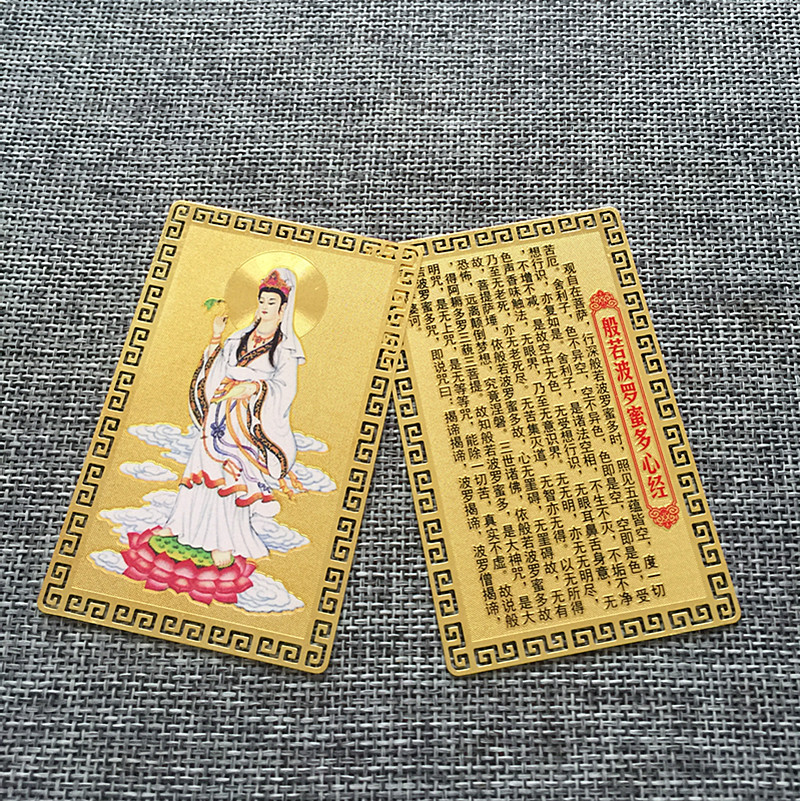 般若波罗蜜多心经
观自在菩萨，行深般若波罗蜜多时，照见五蕴皆空，度一切
苦厄。舍利子，色不异空，空不异色，色即是空，空即是色，受
想行识，亦复如是。舍利子，是诸法空相，不生不灭，不垢不净
，不增不减，是故空中无色，无受想行识，无眼耳鼻舌身意，无
色声香味触法，无眼界，乃至无意识界，无无明，亦无无明尽，
乃至无老死，亦无老死尽，无苦集灭道，无智亦无得。以无所得
故，菩提萨埵，依般若波罗蜜多故，心无罣碍，无罣碍故，无有
恐怖，远离颠倒梦想，究竟涅磐。三世诸佛，依般若波罗蜜多故
，得阿耨多罗三藐三菩提。故知般若波罗蜜多，是大神咒，是大
明咒，是无上咒，是无等等咒，能除一切苦，真实不虚。故说般
若波罗蜜多咒，即说咒曰：揭谛揭谛，波罗揭谛，波罗僧揭谛，
诃。